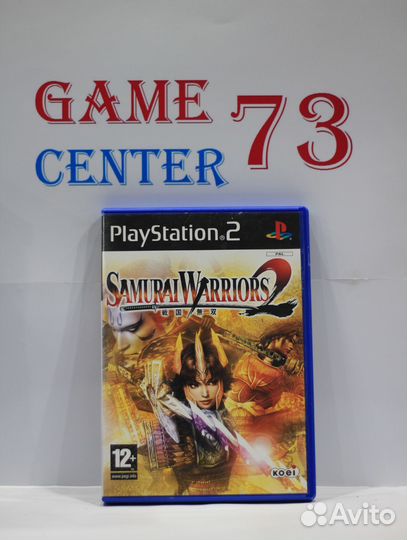 GAME
CENTER
73
PlayStation.2
PAL
SAMURAI WARRIORS 2
戦国無双
12+
www.pegi.info
KOEI
Avito